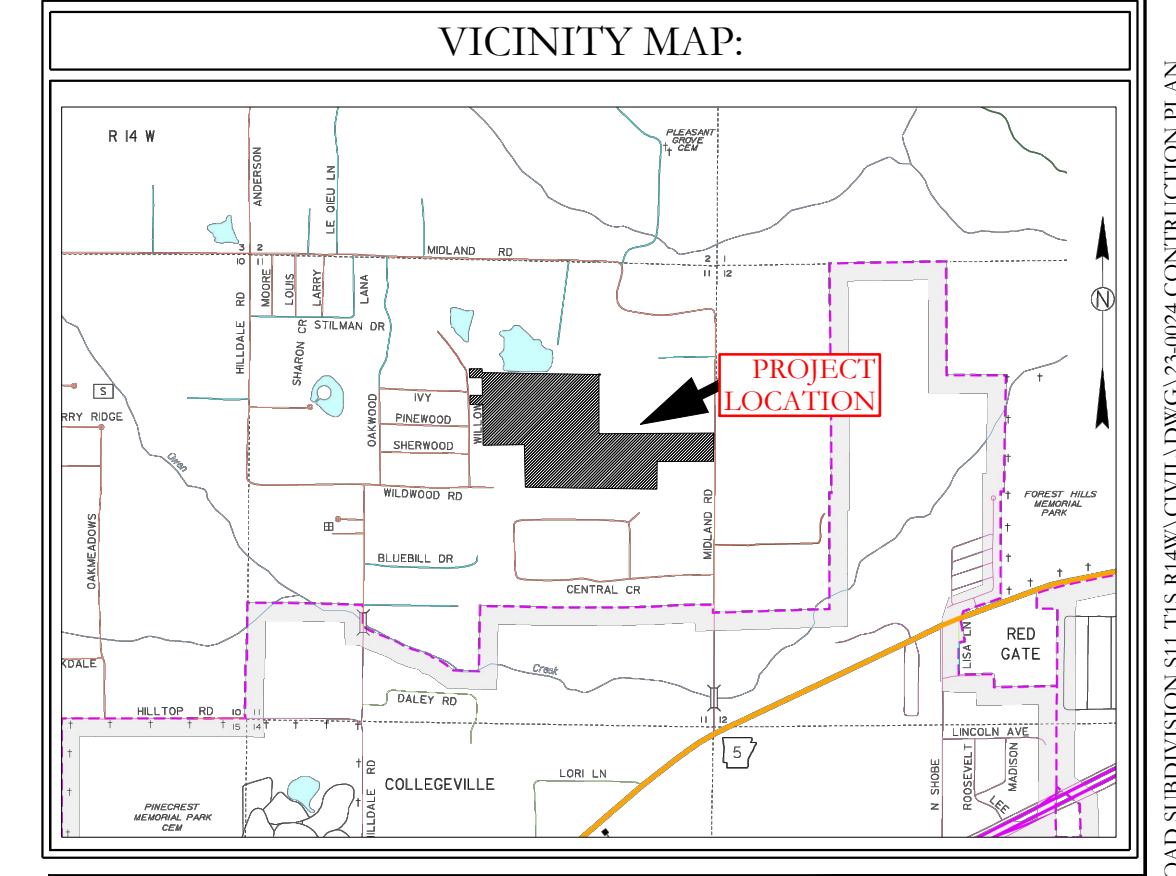 VICINITY MAP:
R 14 W
PLEASANT
GROVE
CEM
ANDERSON
LE QIEU LN
MIDLAND RD
3 2
10 11
2 1
11 12
MOORE
LOUIS
LARRY
LANA
HILLDALE RD
SHARON CR
STILMAN DR
N
S
RRY RIDGE
OAKWOOD
IVY
PINEWOOD
SHERWOOD
WILLOW
PROJECT
LOCATION
Owen
WILDWOOD RD
MIDLAND RD
FOREST HILLS
MEMORIAL
PARK
OAKMEADOWS
BLUEBILL DR
CENTRAL CR
KDALE
Creek
LISA LN
RED
GATE
HILLTOP RD
10 11
15 14
DALEY RD
11 12
5
LINCOLN AVE
COLLEGEVILLE
LORI LN
ILLDALE RD
N SHOBE
ROOSEVELT
MADISON
LEE
PINECREST
MEMORIAL PARK
CEM
OAD SUBDIVISION S11 T1S R14W\A CIVIL\DWG\23-0024 CONTRUCTION PLAN